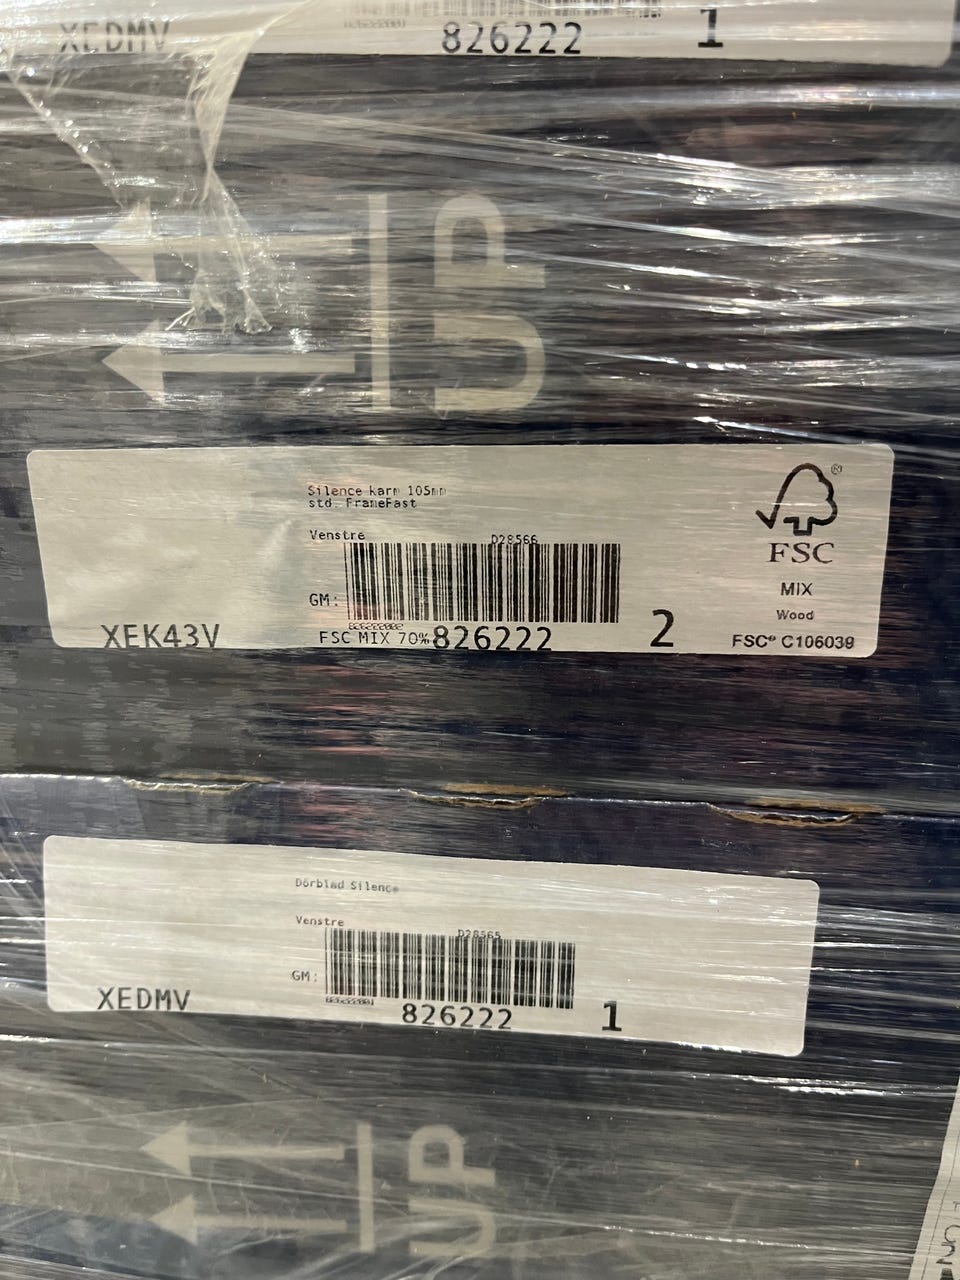 XEDMV
826222
1
UP
Silence karm 105mm
std. FrameFast
Venstre
D28566
GM:
XEK43V
FSC MIX 70%
826222
2
®
FSC
MIX
Wood
FSC® C106039
Dörblad Silence
Venstre
D28565
GM:
XEDMV
826222
1
UP